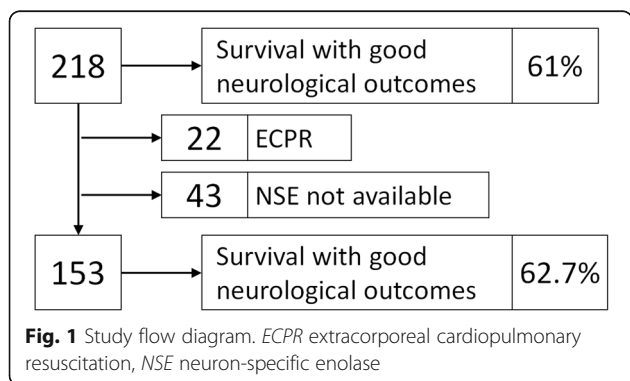 218
Survival with good
neurological outcomes
61%
22
ECPR
43
NSE not available
153
Survival with good
neurological outcomes
62.7%
Fig. 1 Study flow diagram. ECPR extracorporeal cardiopulmonary
resuscitation, NSE neuron-specific enolase